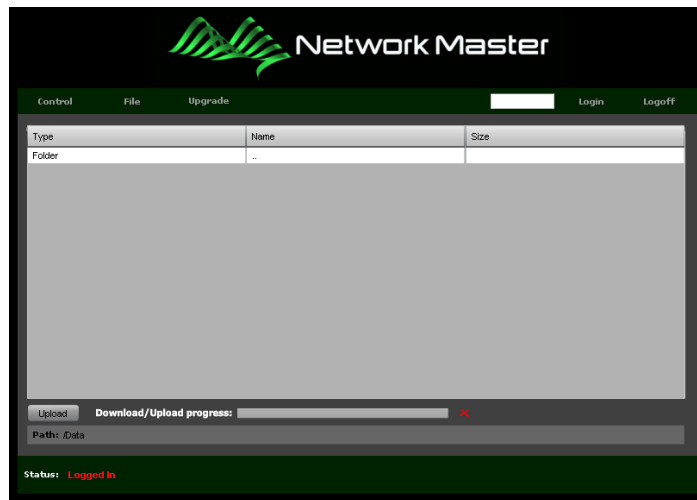 Network Master
Control File Upgrade Login Logoff
Type Name Size
Folder ..
Upload Download/Upload progress:
Path: /Data
Status: Logged In